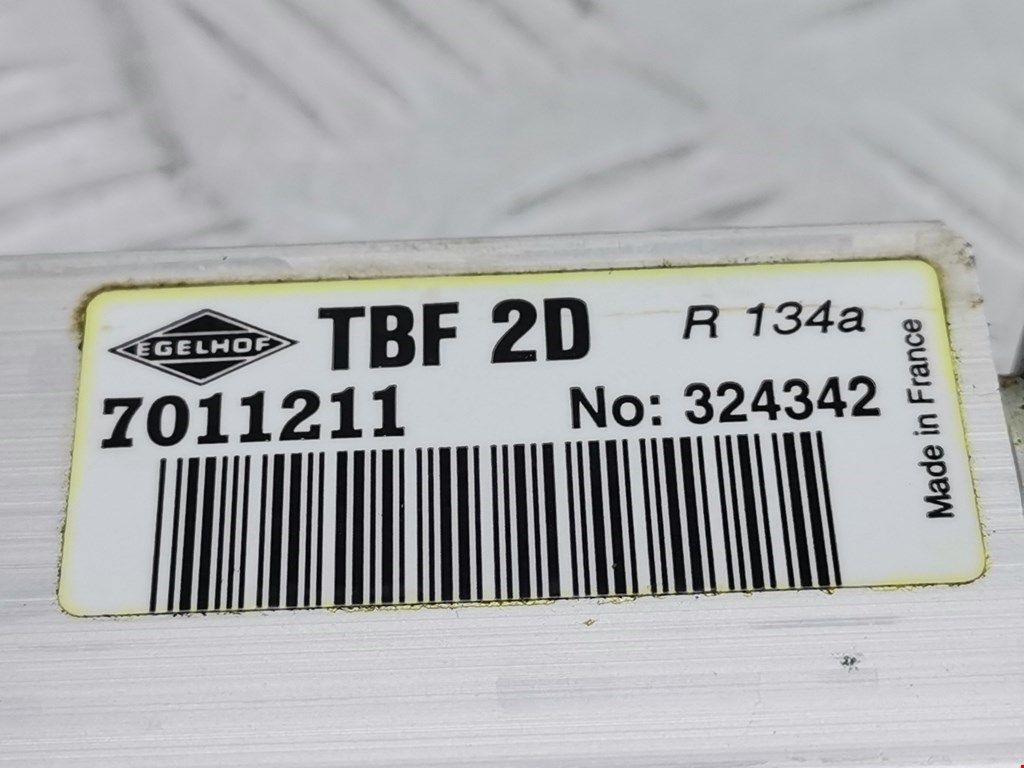 EGELHOF
TBF 2D
R 134a
7011211
No: 324342
Made in France